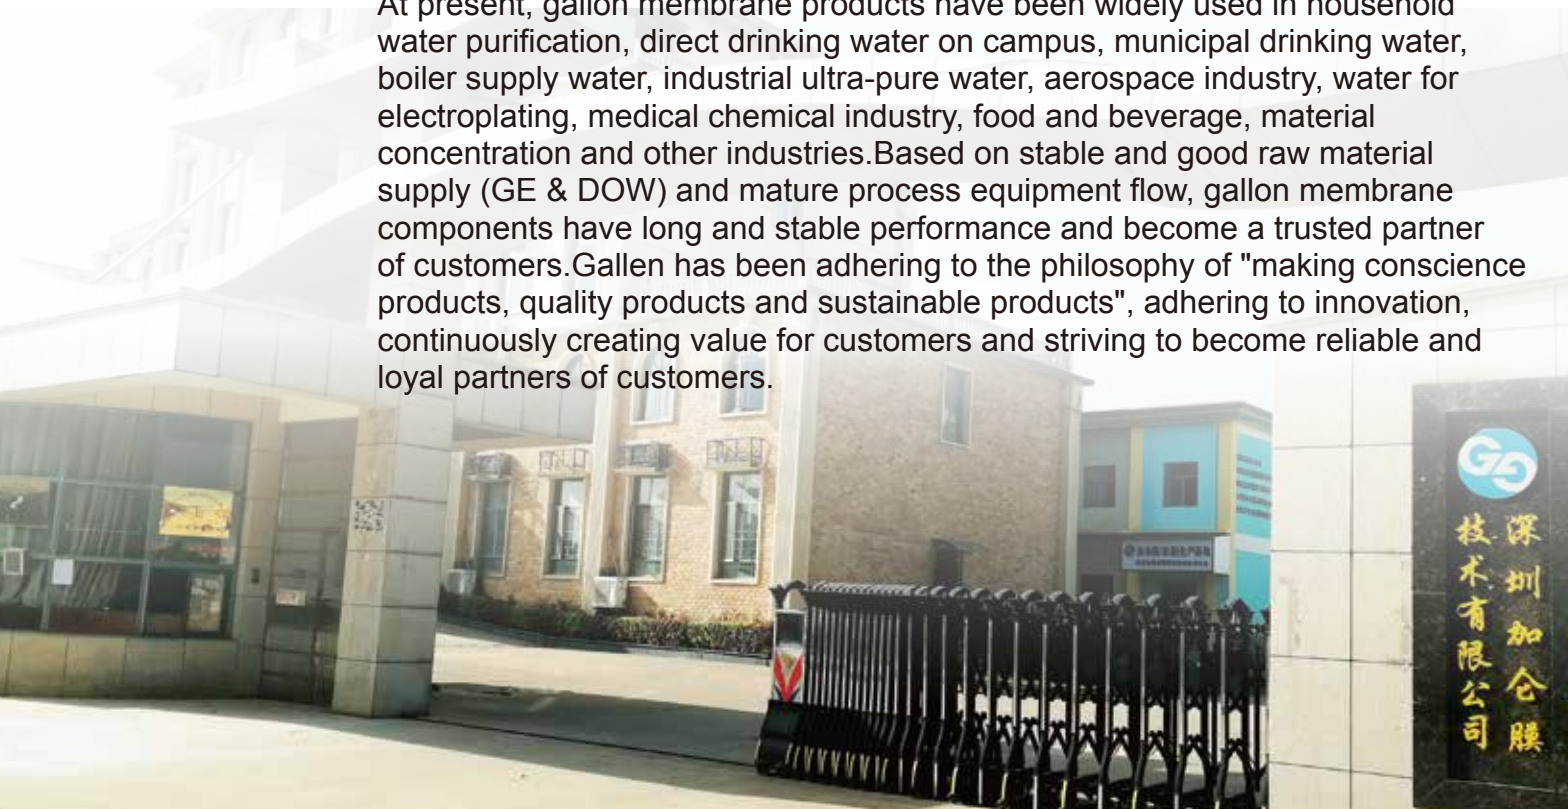 At present, gallon membrane products have been widely used in household
water purification, direct drinking water on campus, municipal drinking water,
boiler supply water, industrial ultra-pure water, aerospace industry, water for
electroplating, medical chemical industry, food and beverage, material
concentration and other industries.Based on stable and good raw material
supply (GE & DOW) and mature process equipment flow, gallon membrane
components have long and stable performance and become a trusted partner
of customers.Gallen has been adhering to the philosophy of "making conscience
products, quality products and sustainable products", adhering to innovation,
continuously creating value for customers and striving to become reliable and
loyal partners of customers.
深圳加仑膜
技术有限公司